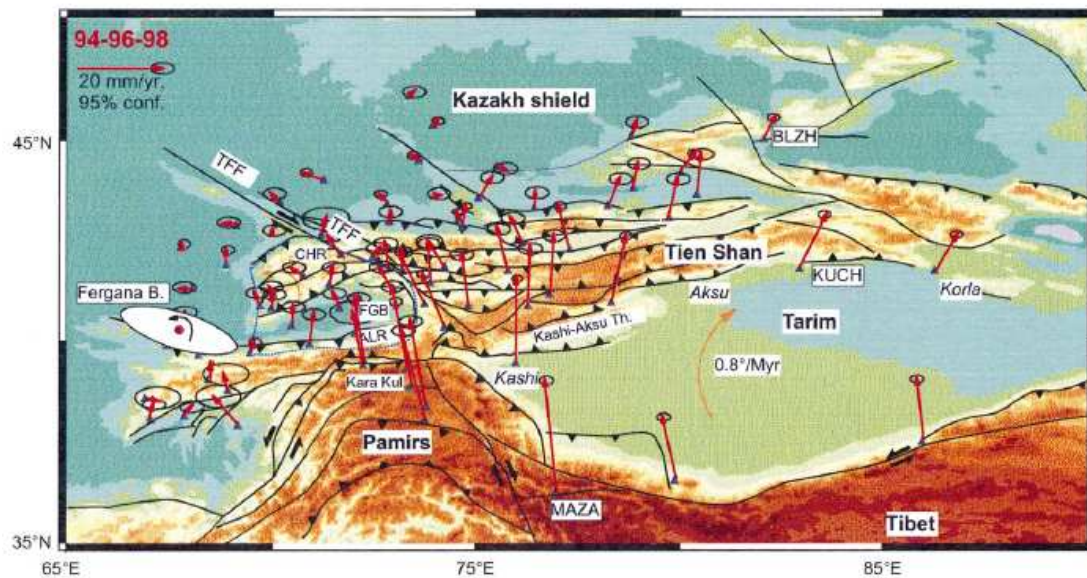 94-96-98
20 mm/yr,
95% conf.
Kazakh shield
45°N
BLZH
TFF
TFF
CHR
Tien Shan
KUCH
Fergana B.
Aksu
Korla
FGB
Tarim
ALR
Kashi-Aksu Th.
Kara Kul
Kashi
0.8°/Myr
Pamirs
MAZA
Tibet
35°N
65°E
75°E
85°E